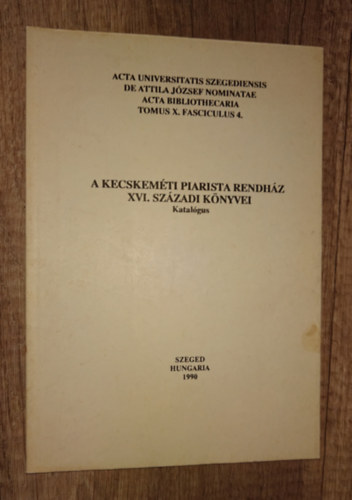 ACTA UNIVERSITATIS SZEGEDIENSIS
DE ATTILA JÓZSEF NOMINATAE
ACTA BIBLIOTHECARIA
TOMUS X. FASCICULUS 4.
A KECSKEMÉTI PIARISTA RENDHÁZ
XVI. SZÁZADI KÖNYVEI
Katalógus
SZEGED
HUNGARIA
1990